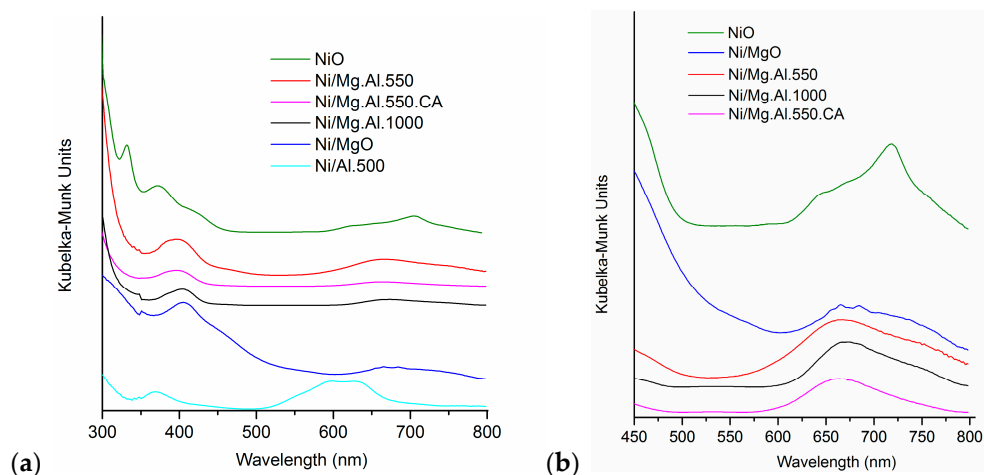 NiO
Ni/Mg.Al.550
Ni/Mg.Al.550.CA
Ni/Mg.Al.1000
Ni/MgO
Ni/Al.500
Kubelka-Munk Units
300 400 500 600 700 800
Wavelength (nm)
(a)
NiO
Ni/MgO
Ni/Mg.Al.550
Ni/Mg.Al.1000
Ni/Mg.Al.550.CA
Kubelka-Munk Units
450 500 550 600 650 700 750 800
Wavelength (nm)
(b)